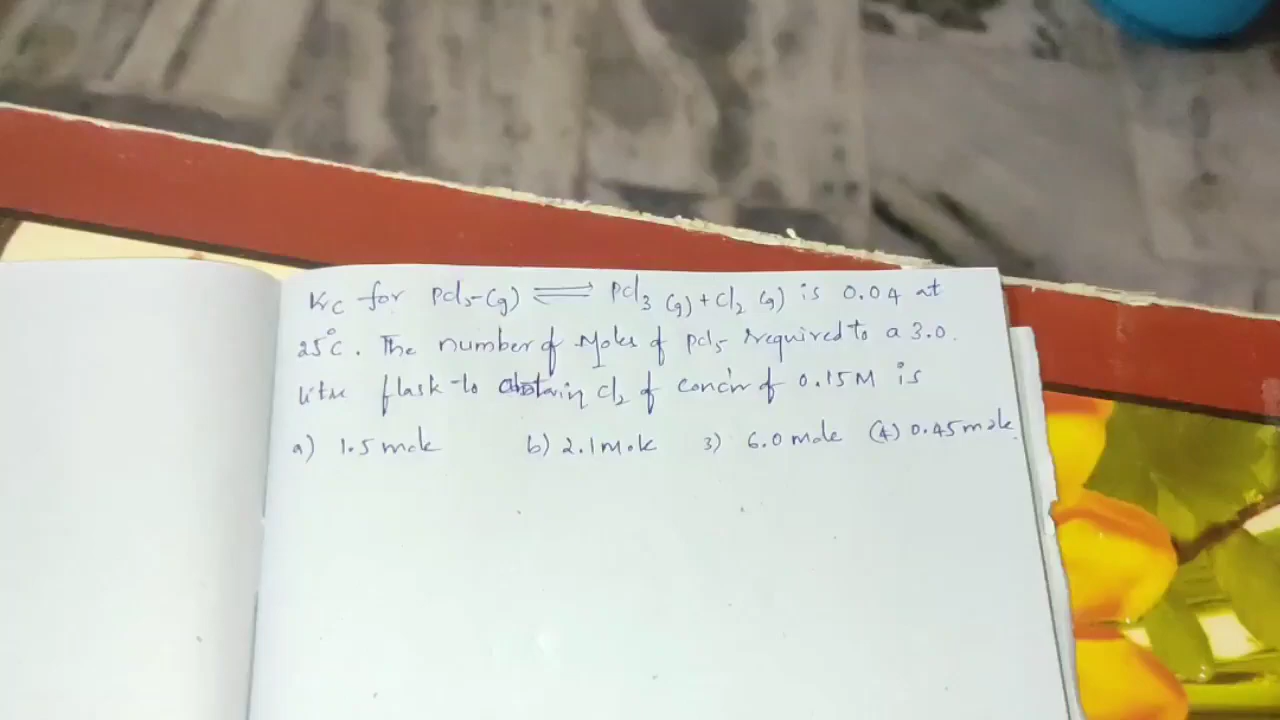 Kc for pcl5(g) ⇌ pcl3 (g) + Cl2 (g) is 0.04 at
25°C. The number of Moles of pcl5 required to a 3.0
litre flask to obtain Cl2 of conc'n of 0.15M is
a) 1.5 mole b) 2.1 mole 3) 6.0 mole (4) 0.45 mole.